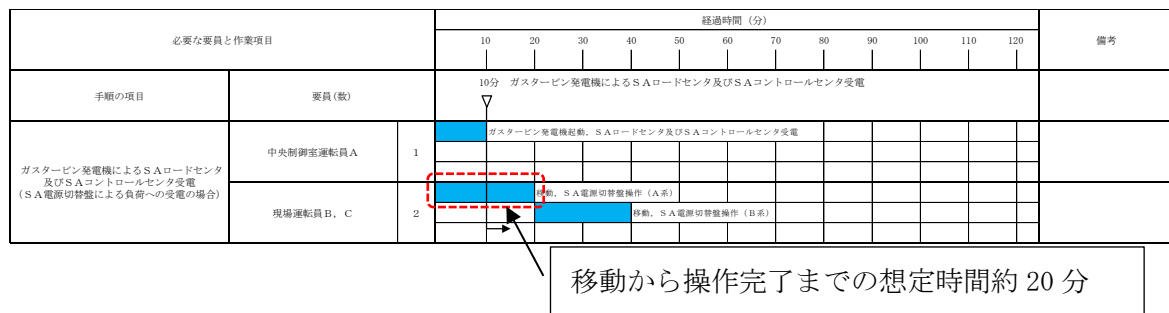 必要な要員と作業項目
経過時間（分）
備考
10 20 30 40 50 60 70 80 90 100 110 120
手順の項目
要員(数)
10分 ガスタービン発電機によるＳＡロードセンタ及びＳＡコントロールセンタ受電
ガスタービン発電機によるＳＡロードセンタ
及びＳＡコントロールセンタ受電
（ＳＡ電源切替盤による負荷への受電の場合）
中央制御室運転員Ａ
1
ガスタービン発電機起動，ＳＡロードセンタ及びＳＡコントロールセンタ受電
現場運転員Ｂ，Ｃ
2
移動，ＳＡ電源切替盤操作（Ａ系）
移動，ＳＡ電源切替盤操作（Ｂ系）
移動から操作完了までの想定時間約 20 分